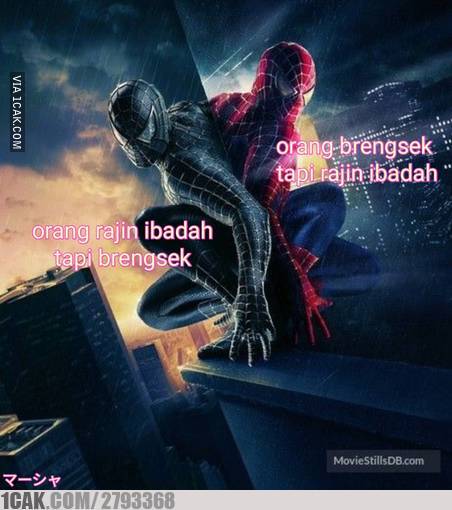 VIA 1CAK.COM
orang brengsek
tapi rajin ibadah
orang rajin ibadah
tapi brengsek
MovieStillsDB.com
マーシャ
1CAK.COM/2793368